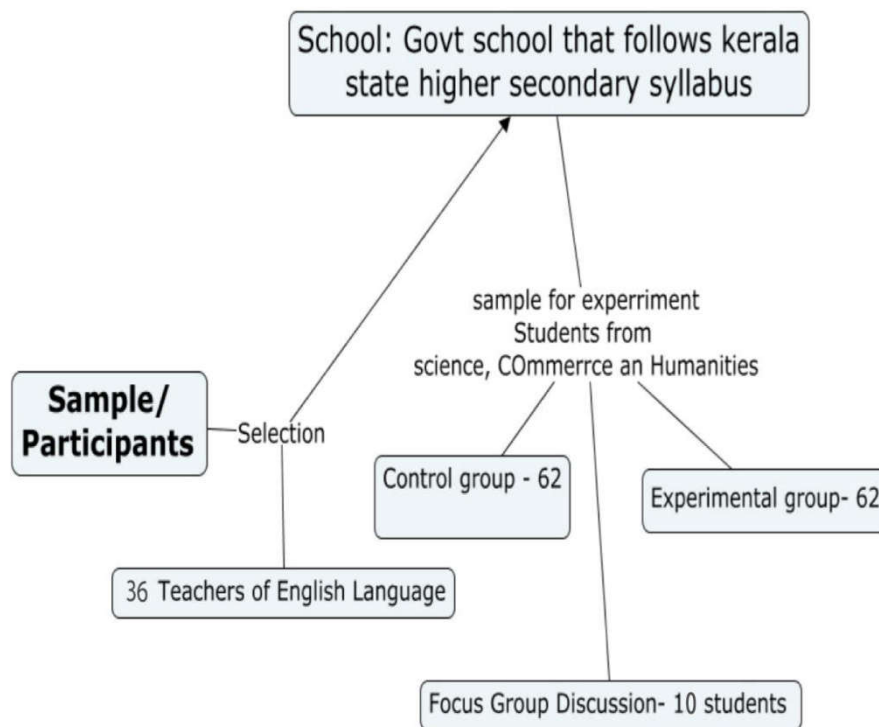 School: Govt school that follows kerala
state higher secondary syllabus
sample for experriment
Students from
science, COmmerrce an Humanities
Sample/
Participants
Selection
Control group - 62
Experimental group- 62
36 Teachers of English Language
Focus Group Discussion- 10 students